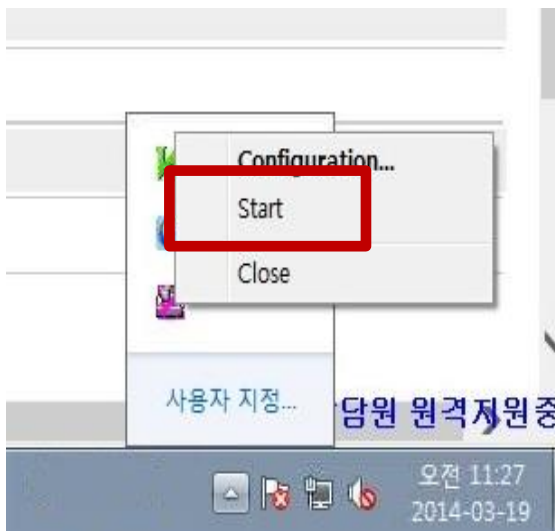 Configuration...
Start
Close
사용자 지정...
담원 원격지원중
오전 11:27
2014-03-19